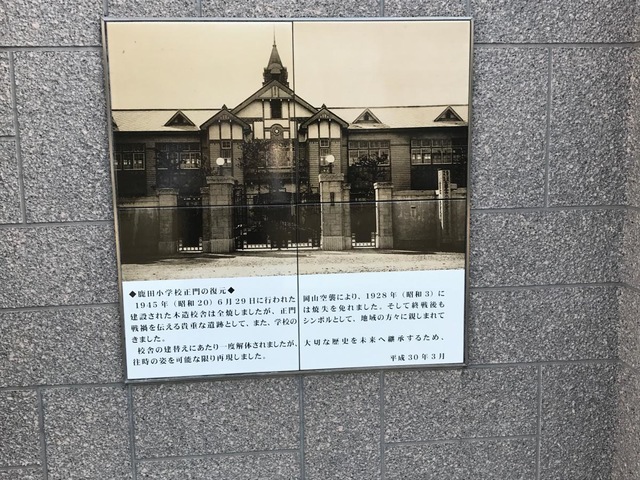 ◆鹿田小学校正門の復元◆
1945年（昭和20）6月29日に行われた岡山空襲により、1928年（昭和3）に
建設された木造校舎は全焼しましたが、正門は焼失を免れました。そして終戦後も
戦禍を伝える貴重な遺跡として、また、学校のシンボルとして、地域の方々に親しまれて
きました。
校舎の建替えにあたり一度解体されましたが、大切な歴史を未来へ継承するため、
往時の姿を可能な限り再現しました。
平成30年3月